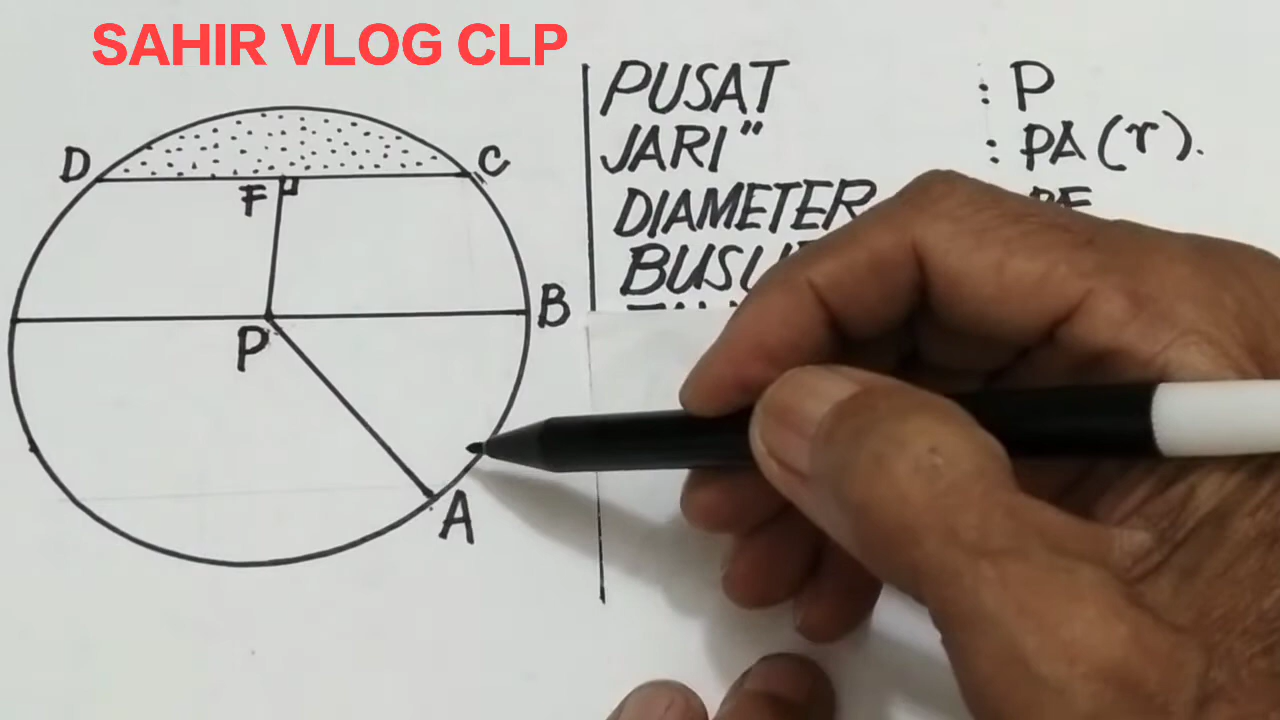 SAHIR VLOG CLP
PUSAT : P
JARI" : PA (r).
DIAMETER
D
C
F
B
P
A